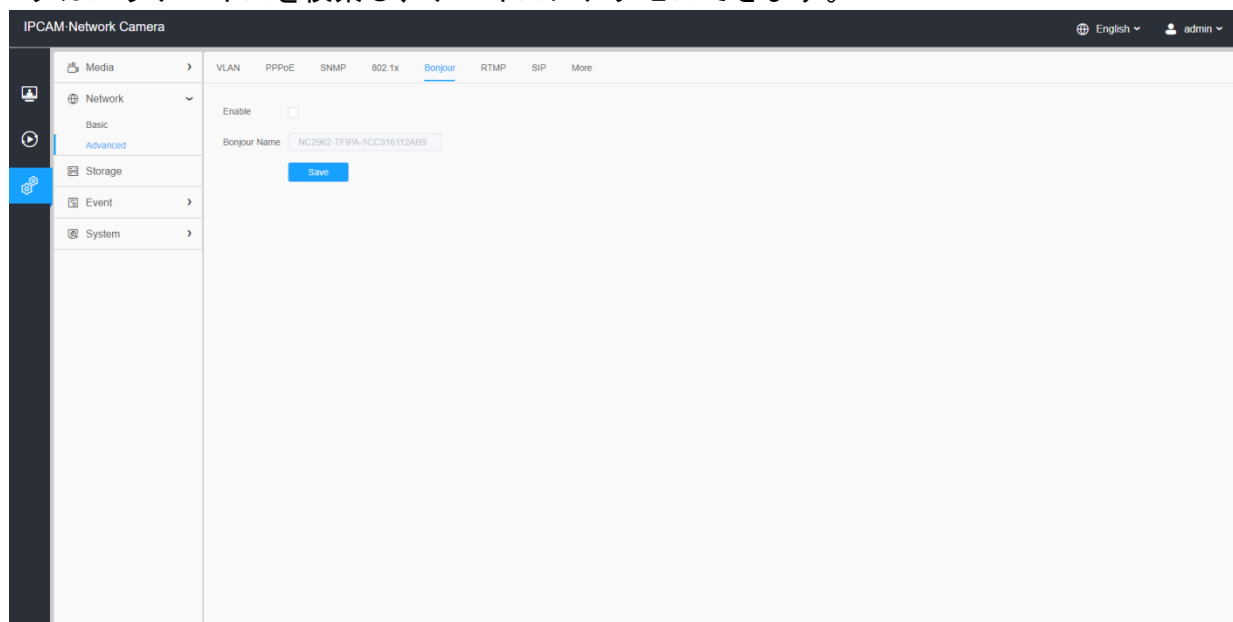 IPCAM·Network Camera
English
admin
Media
Network
Basic
Advanced
Storage
Event
System
VLAN PPPoE SNMP 802.1x Bonjour RTMP SIP More
Enable
Bonjour Name NC2962-TFIPA-1CC316112AB9
Save